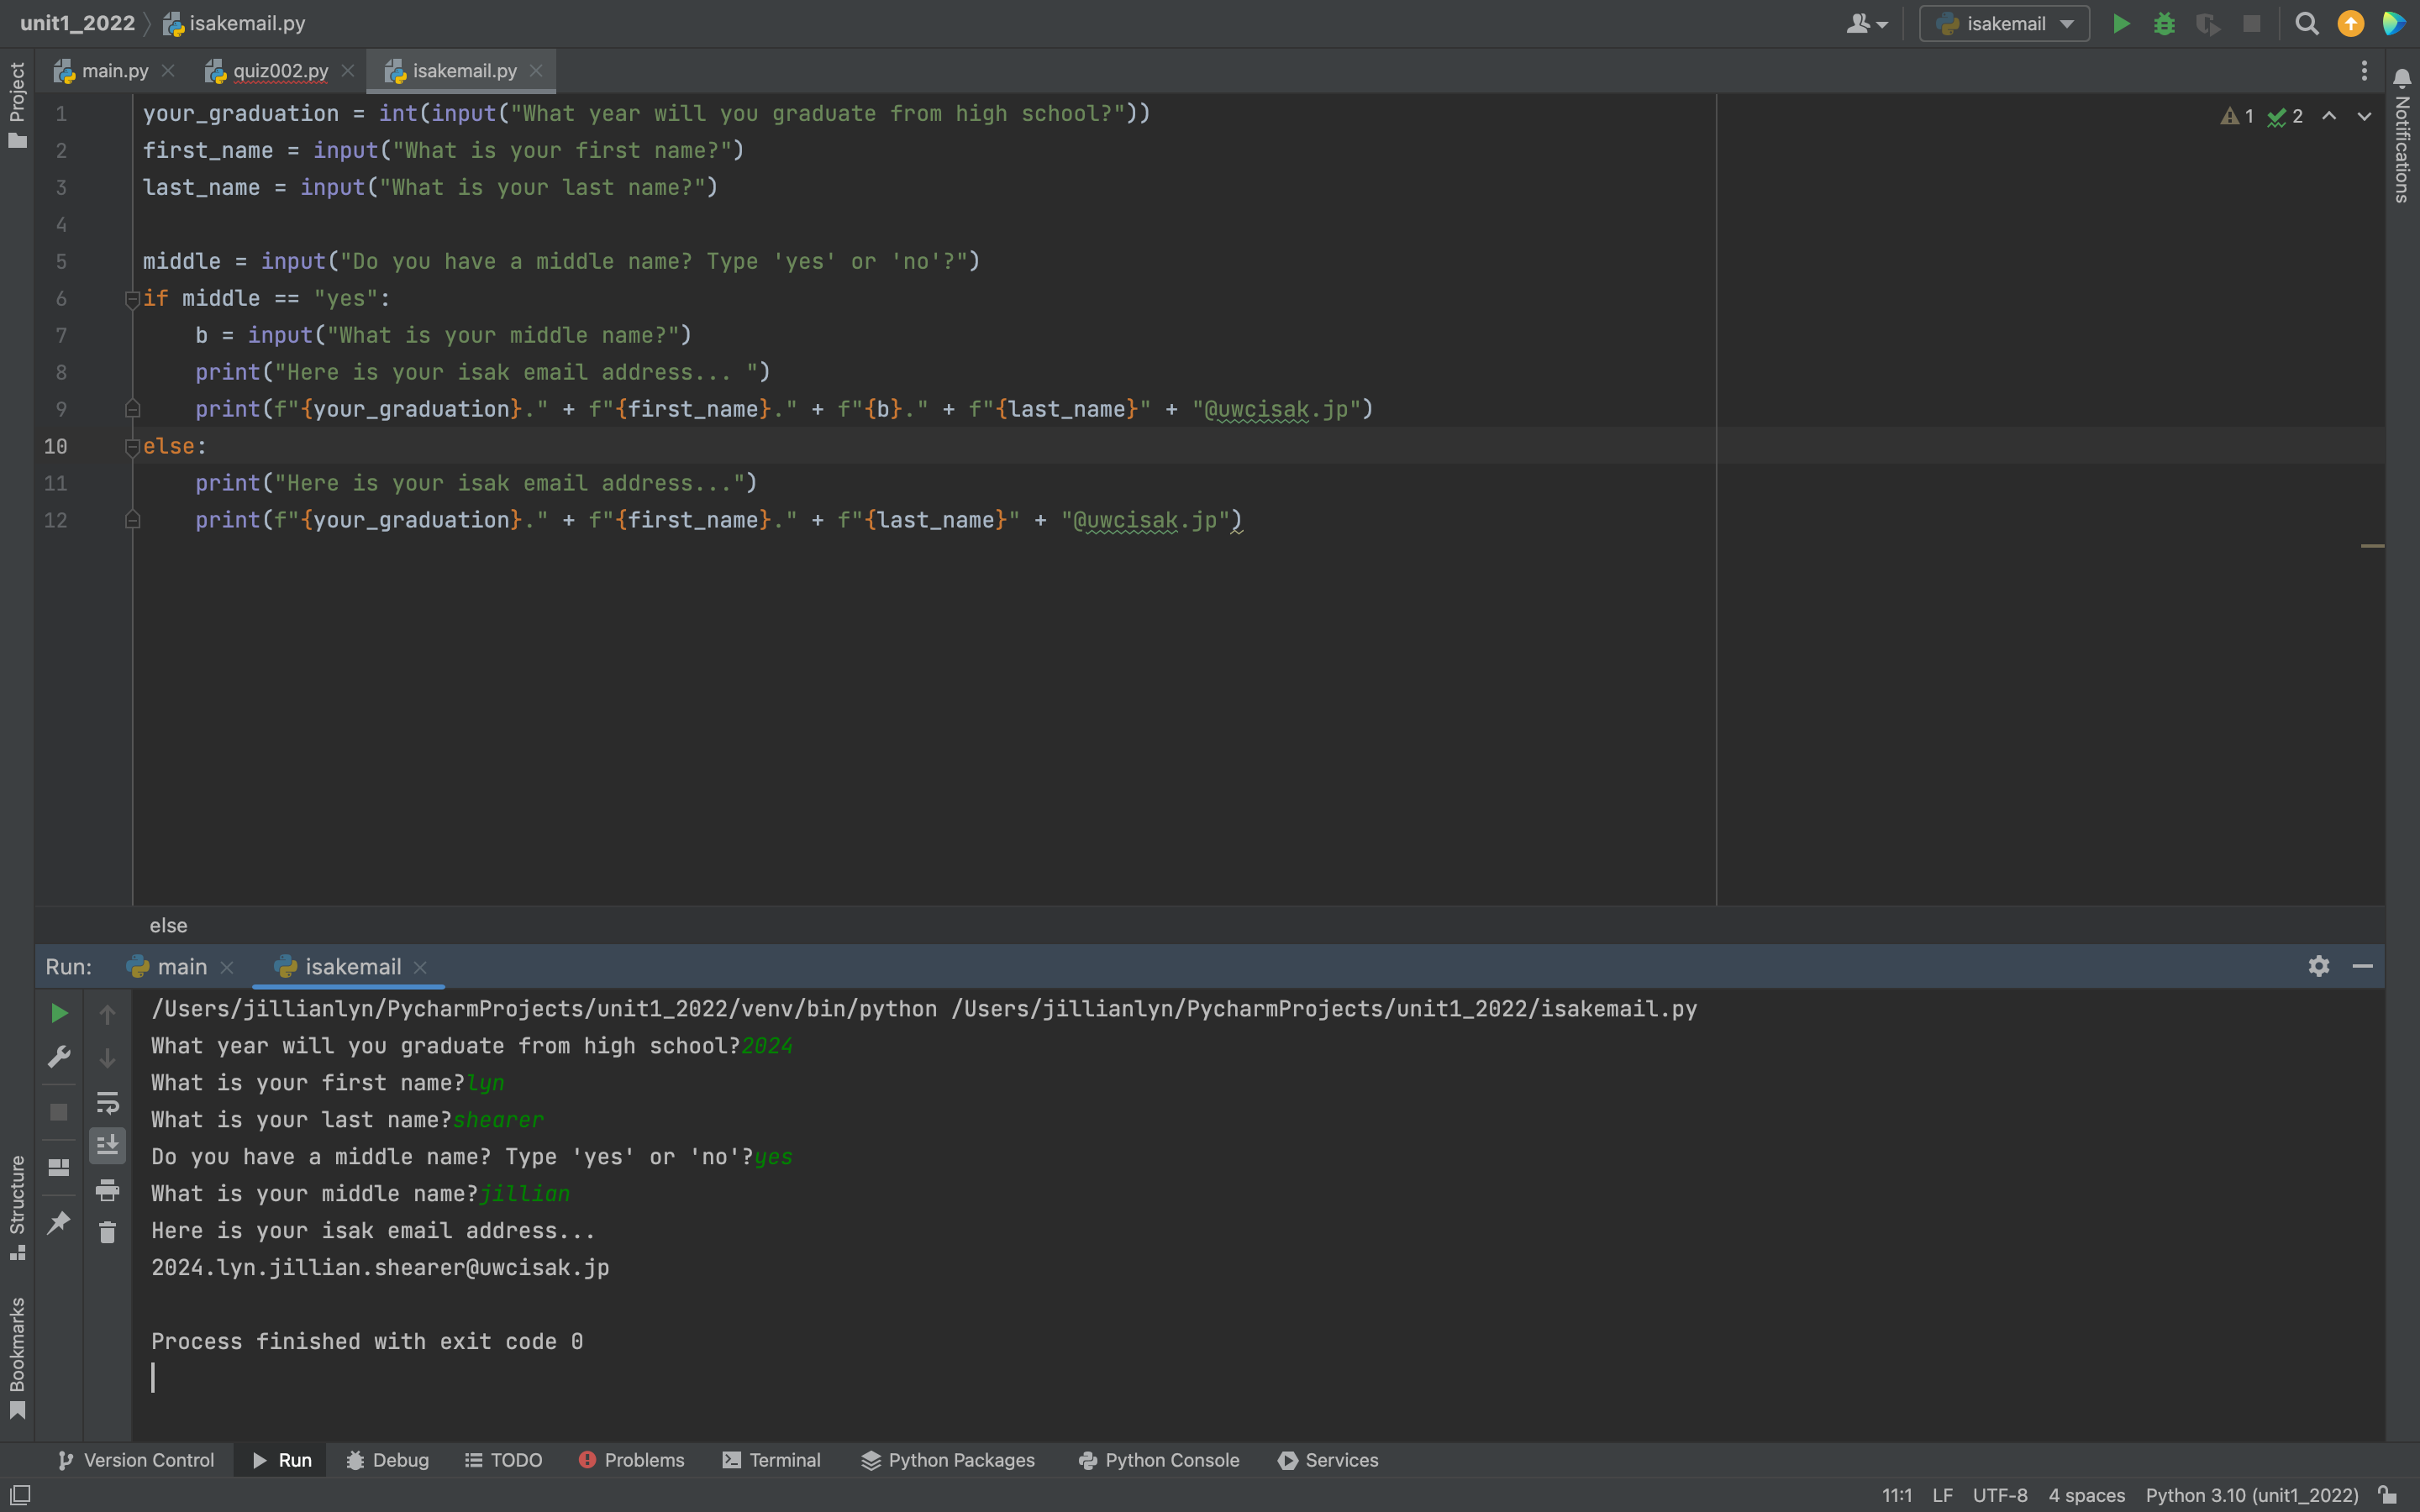 unit1_2022 isakemail.py isakemail
main.py quiz002.py isakemail.py
Project
Notifications
1 your_graduation = int(input("What year will you graduate from high school?")) 1 2
2 first_name = input("What is your first name?")
3 last_name = input("What is your last name?")
4
5 middle = input("Do you have a middle name? Type 'yes' or 'no'?")
6 if middle == "yes":
7     b = input("What is your middle name?")
8     print("Here is your isak email address... ")
9     print(f"{your_graduation}." + f"{first_name}." + f"{b}." + f"{last_name}" + "@uwcisak.jp")
10 else:
11     print("Here is your isak email address...")
12     print(f"{your_graduation}." + f"{first_name}." + f"{last_name}" + "@uwcisak.jp")
else
Run: main isakemail
/Users/jillianlyn/PycharmProjects/unit1_2022/venv/bin/python /Users/jillianlyn/PycharmProjects/unit1_2022/isakemail.py
What year will you graduate from high school?2024
What is your first name?lyn
What is your last name?shearer
Do you have a middle name? Type 'yes' or 'no'?yes
What is your middle name?jillian
Here is your isak email address...
2024.lyn.jillian.shearer@uwcisak.jp
Process finished with exit code 0
Structure
Bookmarks
Version Control Run Debug TODO Problems Terminal Python Packages Python Console Services
11:1 LF UTF-8 4 spaces Python 3.10 (unit1_2022)